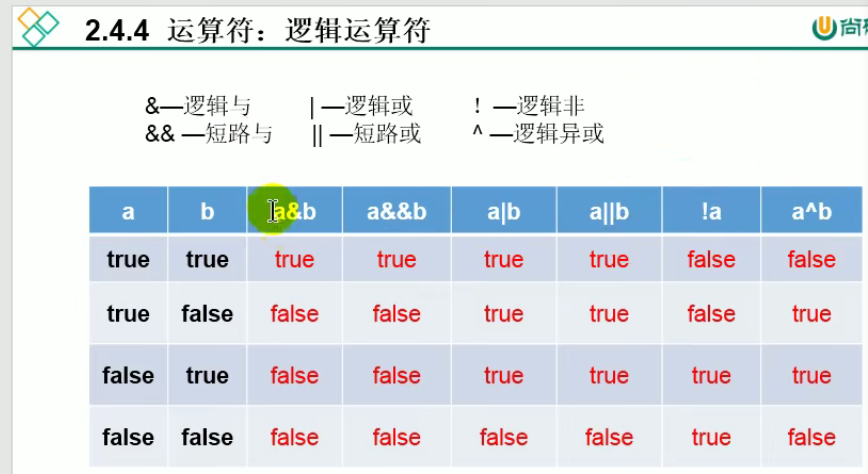 2.4.4 运算符：逻辑运算符
尚
&—逻辑与 | —逻辑或 ! —逻辑非
&& —短路与 || —短路或 ^ —逻辑异或
a b a&b a&&b a|b a||b !a a^b
true true true true true true false false
true false false false true true false true
false true false false true true true true
false false false false false false true false